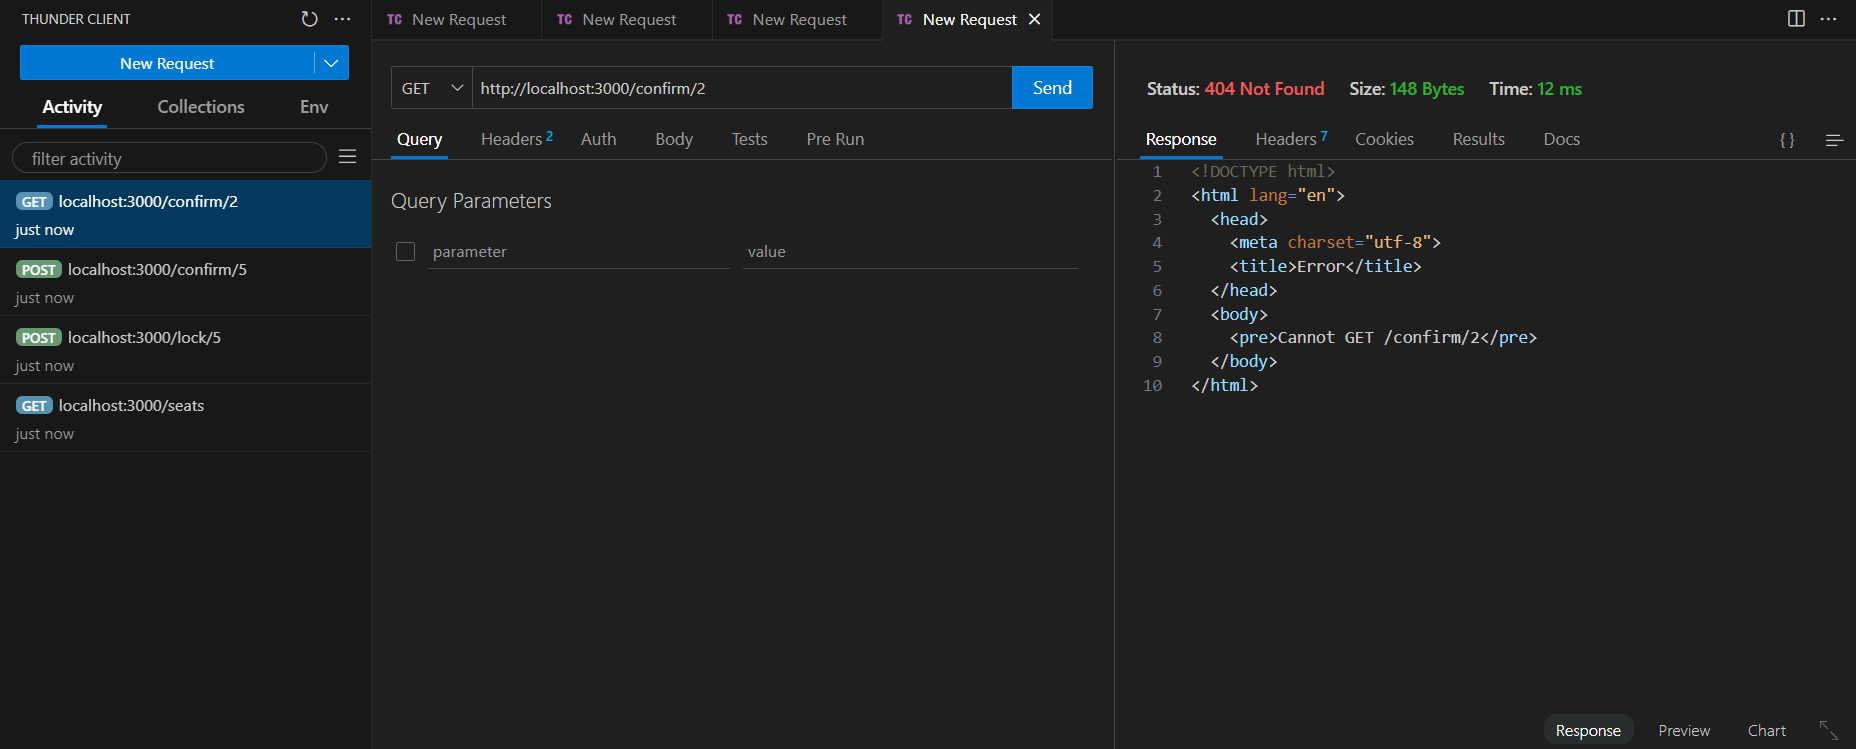 THUNDER CLIENT
New Request
Activity Collections Env
filter activity
GET localhost:3000/confirm/2
just now
POST localhost:3000/confirm/5
just now
POST localhost:3000/lock/5
just now
GET localhost:3000/seats
just now
TC New Request TC New Request TC New Request TC New Request
GET http://localhost:3000/confirm/2 Send
Query Headers 2 Auth Body Tests Pre Run
Query Parameters
parameter value
Status: 404 Not Found Size: 148 Bytes Time: 12 ms
Response Headers 7 Cookies Results Docs {}
1 <!DOCTYPE html>
2 <html lang="en">
3 <head>
4 <meta charset="utf-8">
5 <title>Error</title>
6 </head>
7 <body>
8 <pre>Cannot GET /confirm/2</pre>
9 </body>
10 </html>
Response Preview Chart